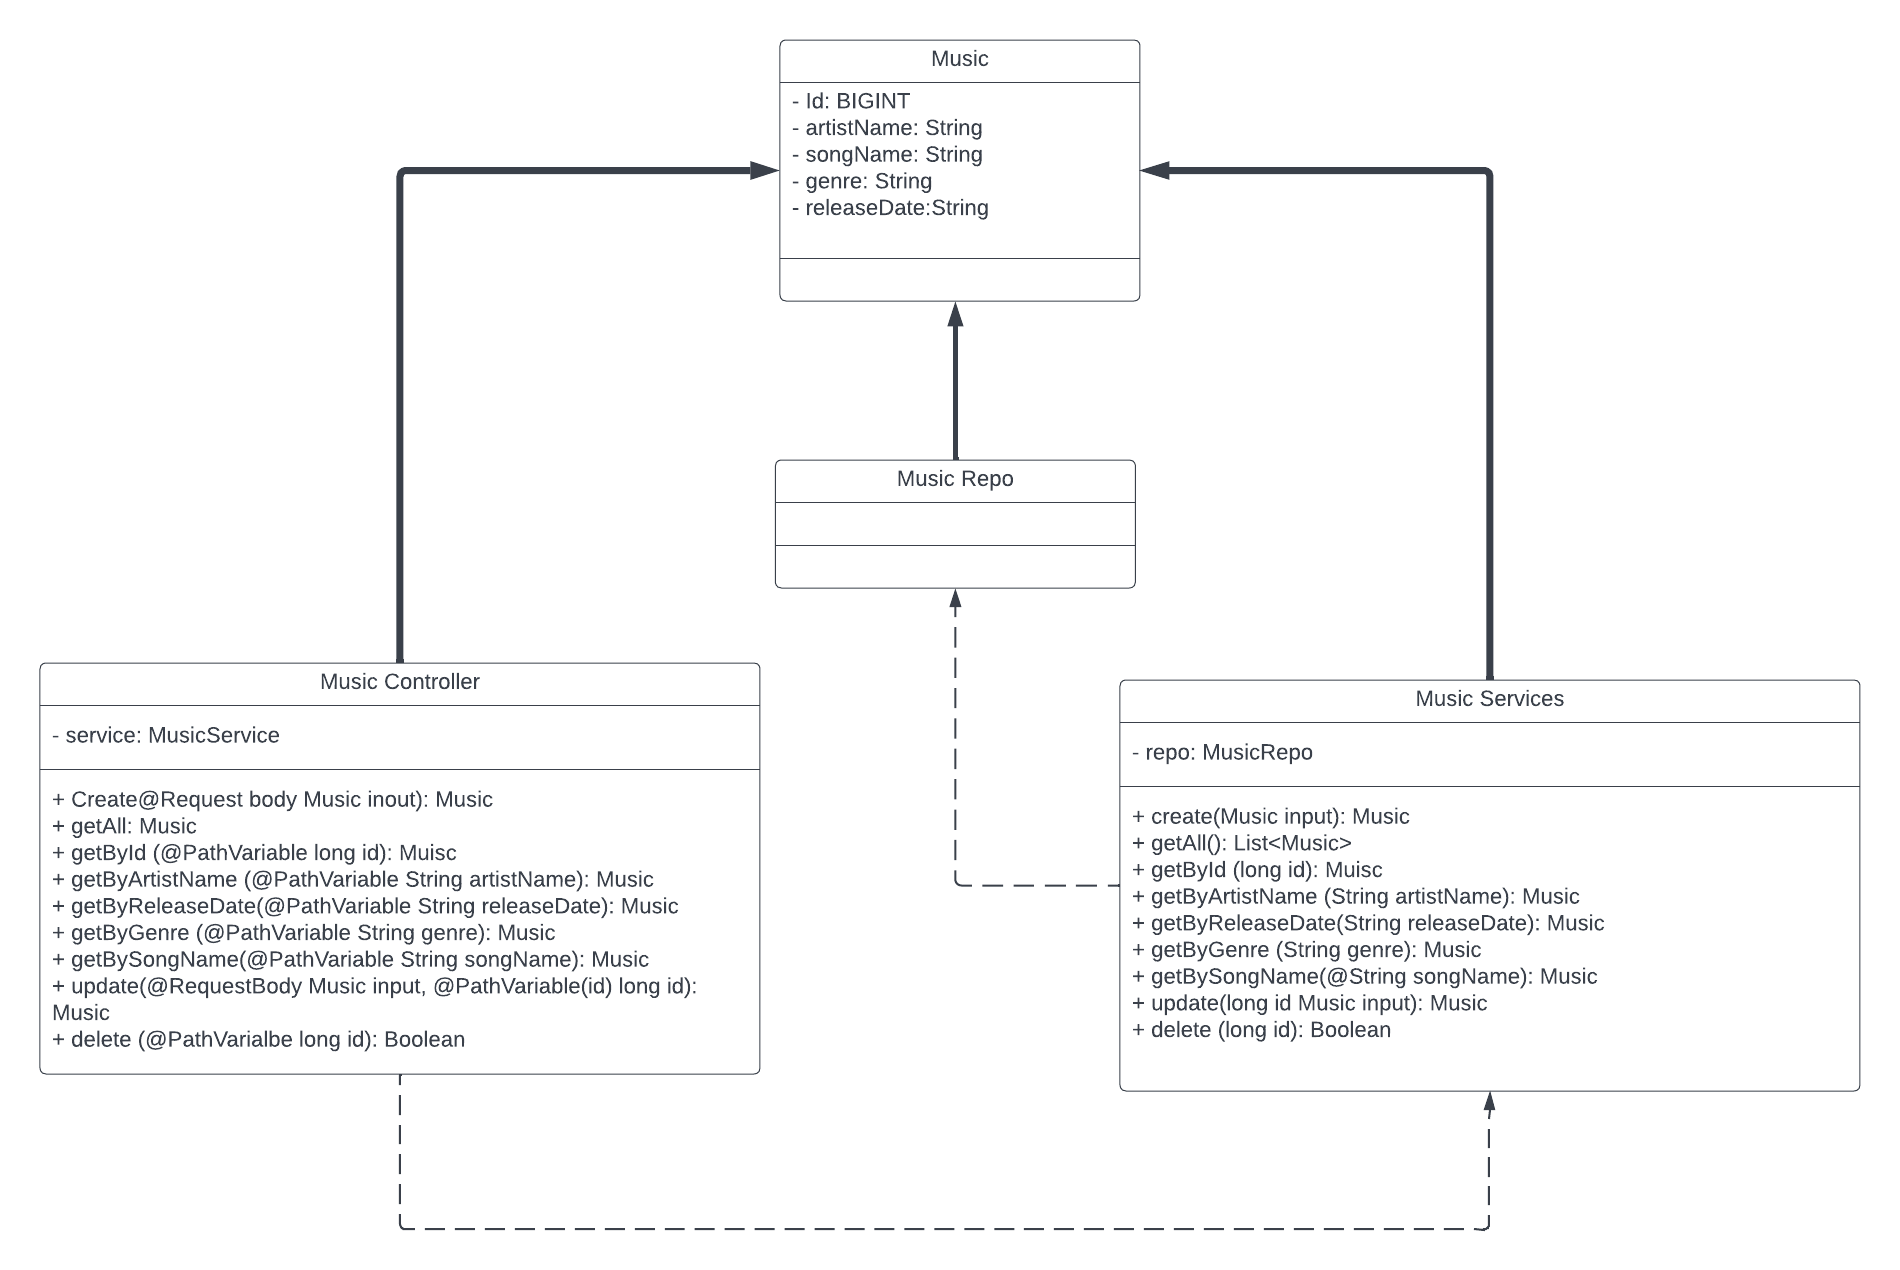 Music
- Id: BIGINT
- artistName: String
- songName: String
- genre: String
- releaseDate:String
Music Repo
Music Controller
- service: MusicService
+ Create@Request body Music inout): Music
+ getAll: Music
+ getById (@PathVariable long id): Muisc
+ getByArtistName (@PathVariable String artistName): Music
+ getByReleaseDate(@PathVariable String releaseDate): Music
+ getByGenre (@PathVariable String genre): Music
+ getBySongName(@PathVariable String songName): Music
+ update(@RequestBody Music input, @PathVariable(id) long id):
Music
+ delete (@PathVarialbe long id): Boolean
Music Services
- repo: MusicRepo
+ create(Music input): Music
+ getAll(): List<Music>
+ getById (long id): Muisc
+ getByArtistName (String artistName): Music
+ getByReleaseDate(String releaseDate): Music
+ getByGenre (String genre): Music
+ getBySongName(@String songName): Music
+ update(long id Music input): Music
+ delete (long id): Boolean